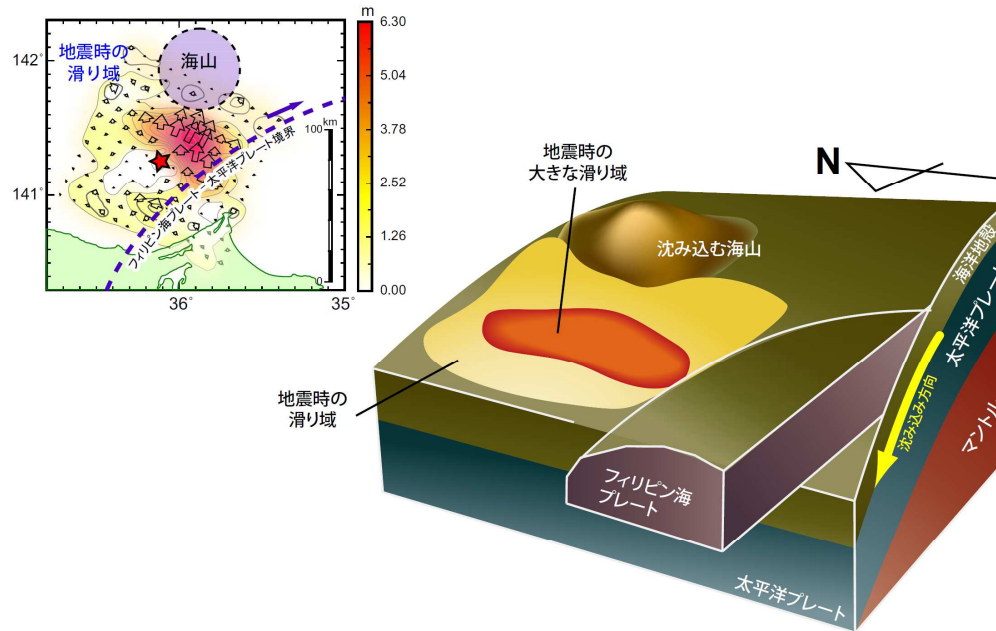 m
6.30
5.04
3.78
2.52
1.26
0.00
142°
141°
36
35
地震時の
滑り域
海山
100
km
0
フィリピン海プレート-太平洋プレート境界
地震時の
大きな滑り域
N
沈み込む海山
海洋地殻
太平洋プレート
マントル
沈み込み方向
地震時の
滑り域
フィリピン海
プレート
太平洋プレート